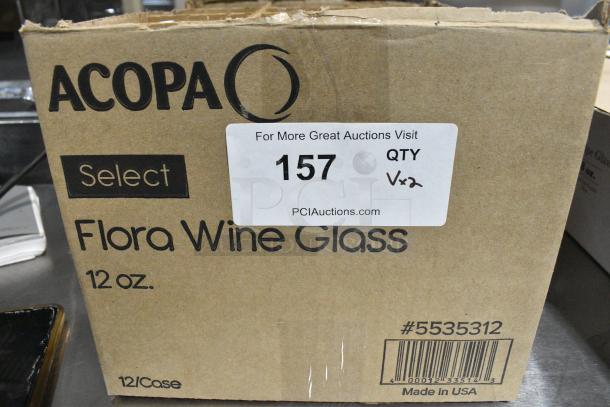 ACOPA
For More Great Auctions Visit
157
QTY
Vx2
PCIAuctions.com
Select
Flora Wine Glass
12 oz.
#5535312
12/Case
Made in USA